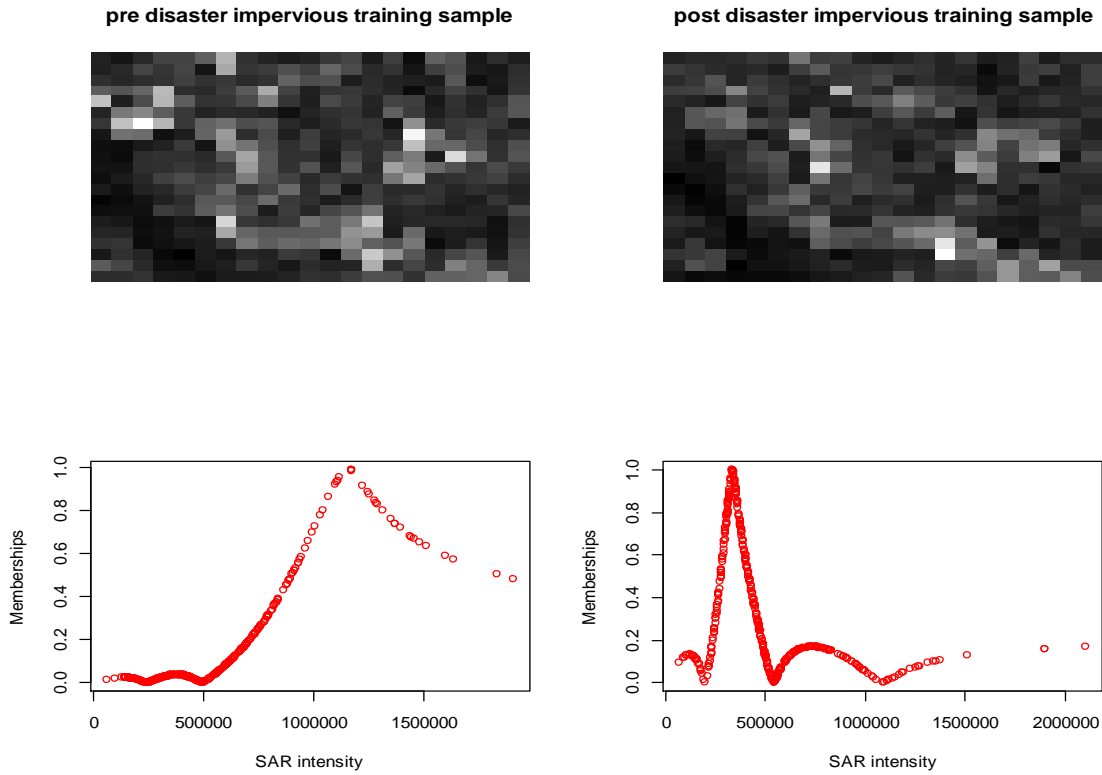 pre disaster impervious training sample
post disaster impervious training sample
Memberships
0.0 0.2 0.4 0.6 0.8 1.0
0 500000 1000000 1500000
SAR intensity
Memberships
0.0 0.2 0.4 0.6 0.8 1.0
0 500000 1000000 1500000 2000000
SAR intensity